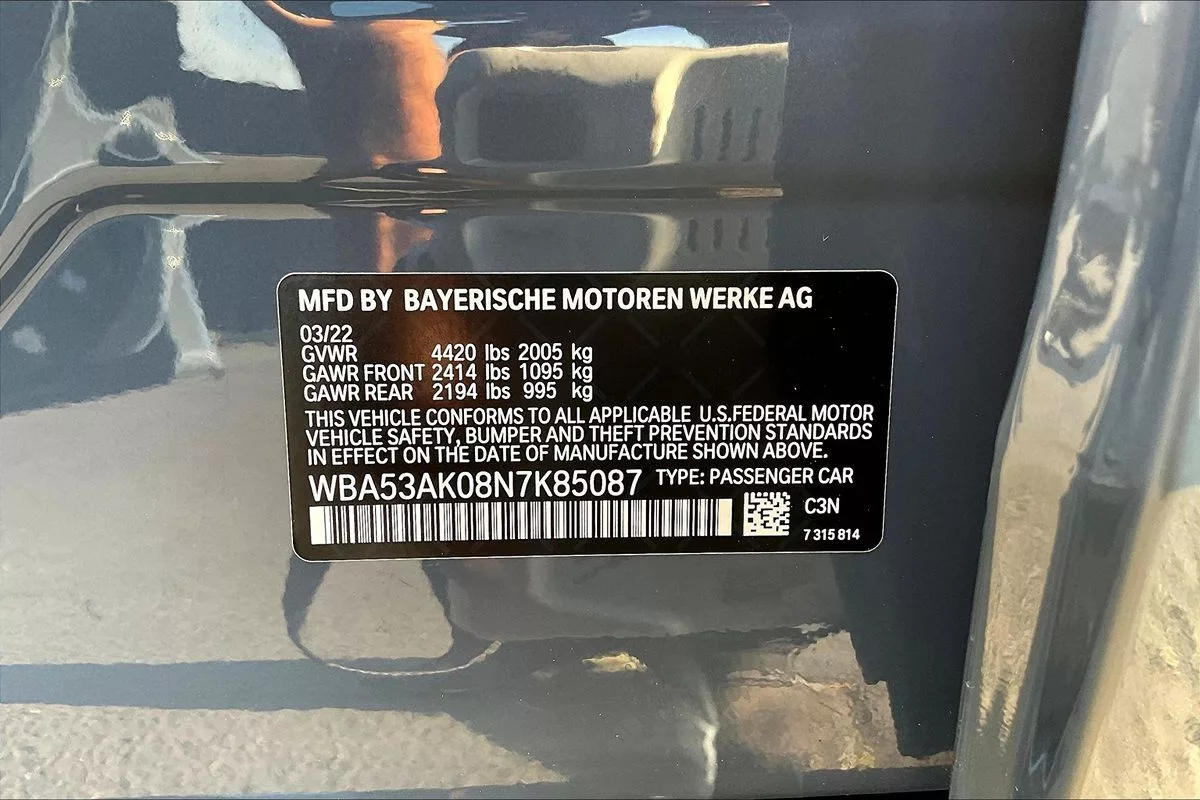 MFD BY BAYERISCHE MOTOREN WERKE AG
03/22
GVWR 4420 lbs 2005 kg
GAWR FRONT 2414 lbs 1095 kg
GAWR REAR 2194 lbs 995 kg
THIS VEHICLE CONFORMS TO ALL APPLICABLE U.S.FEDERAL MOTOR
VEHICLE SAFETY, BUMPER AND THEFT PREVENTION STANDARDS
IN EFFECT ON THE DATE OF MANUFACTURE SHOWN ABOVE.
WBA53AK08N7K85087 TYPE: PASSENGER CAR
C3N
7 315 814